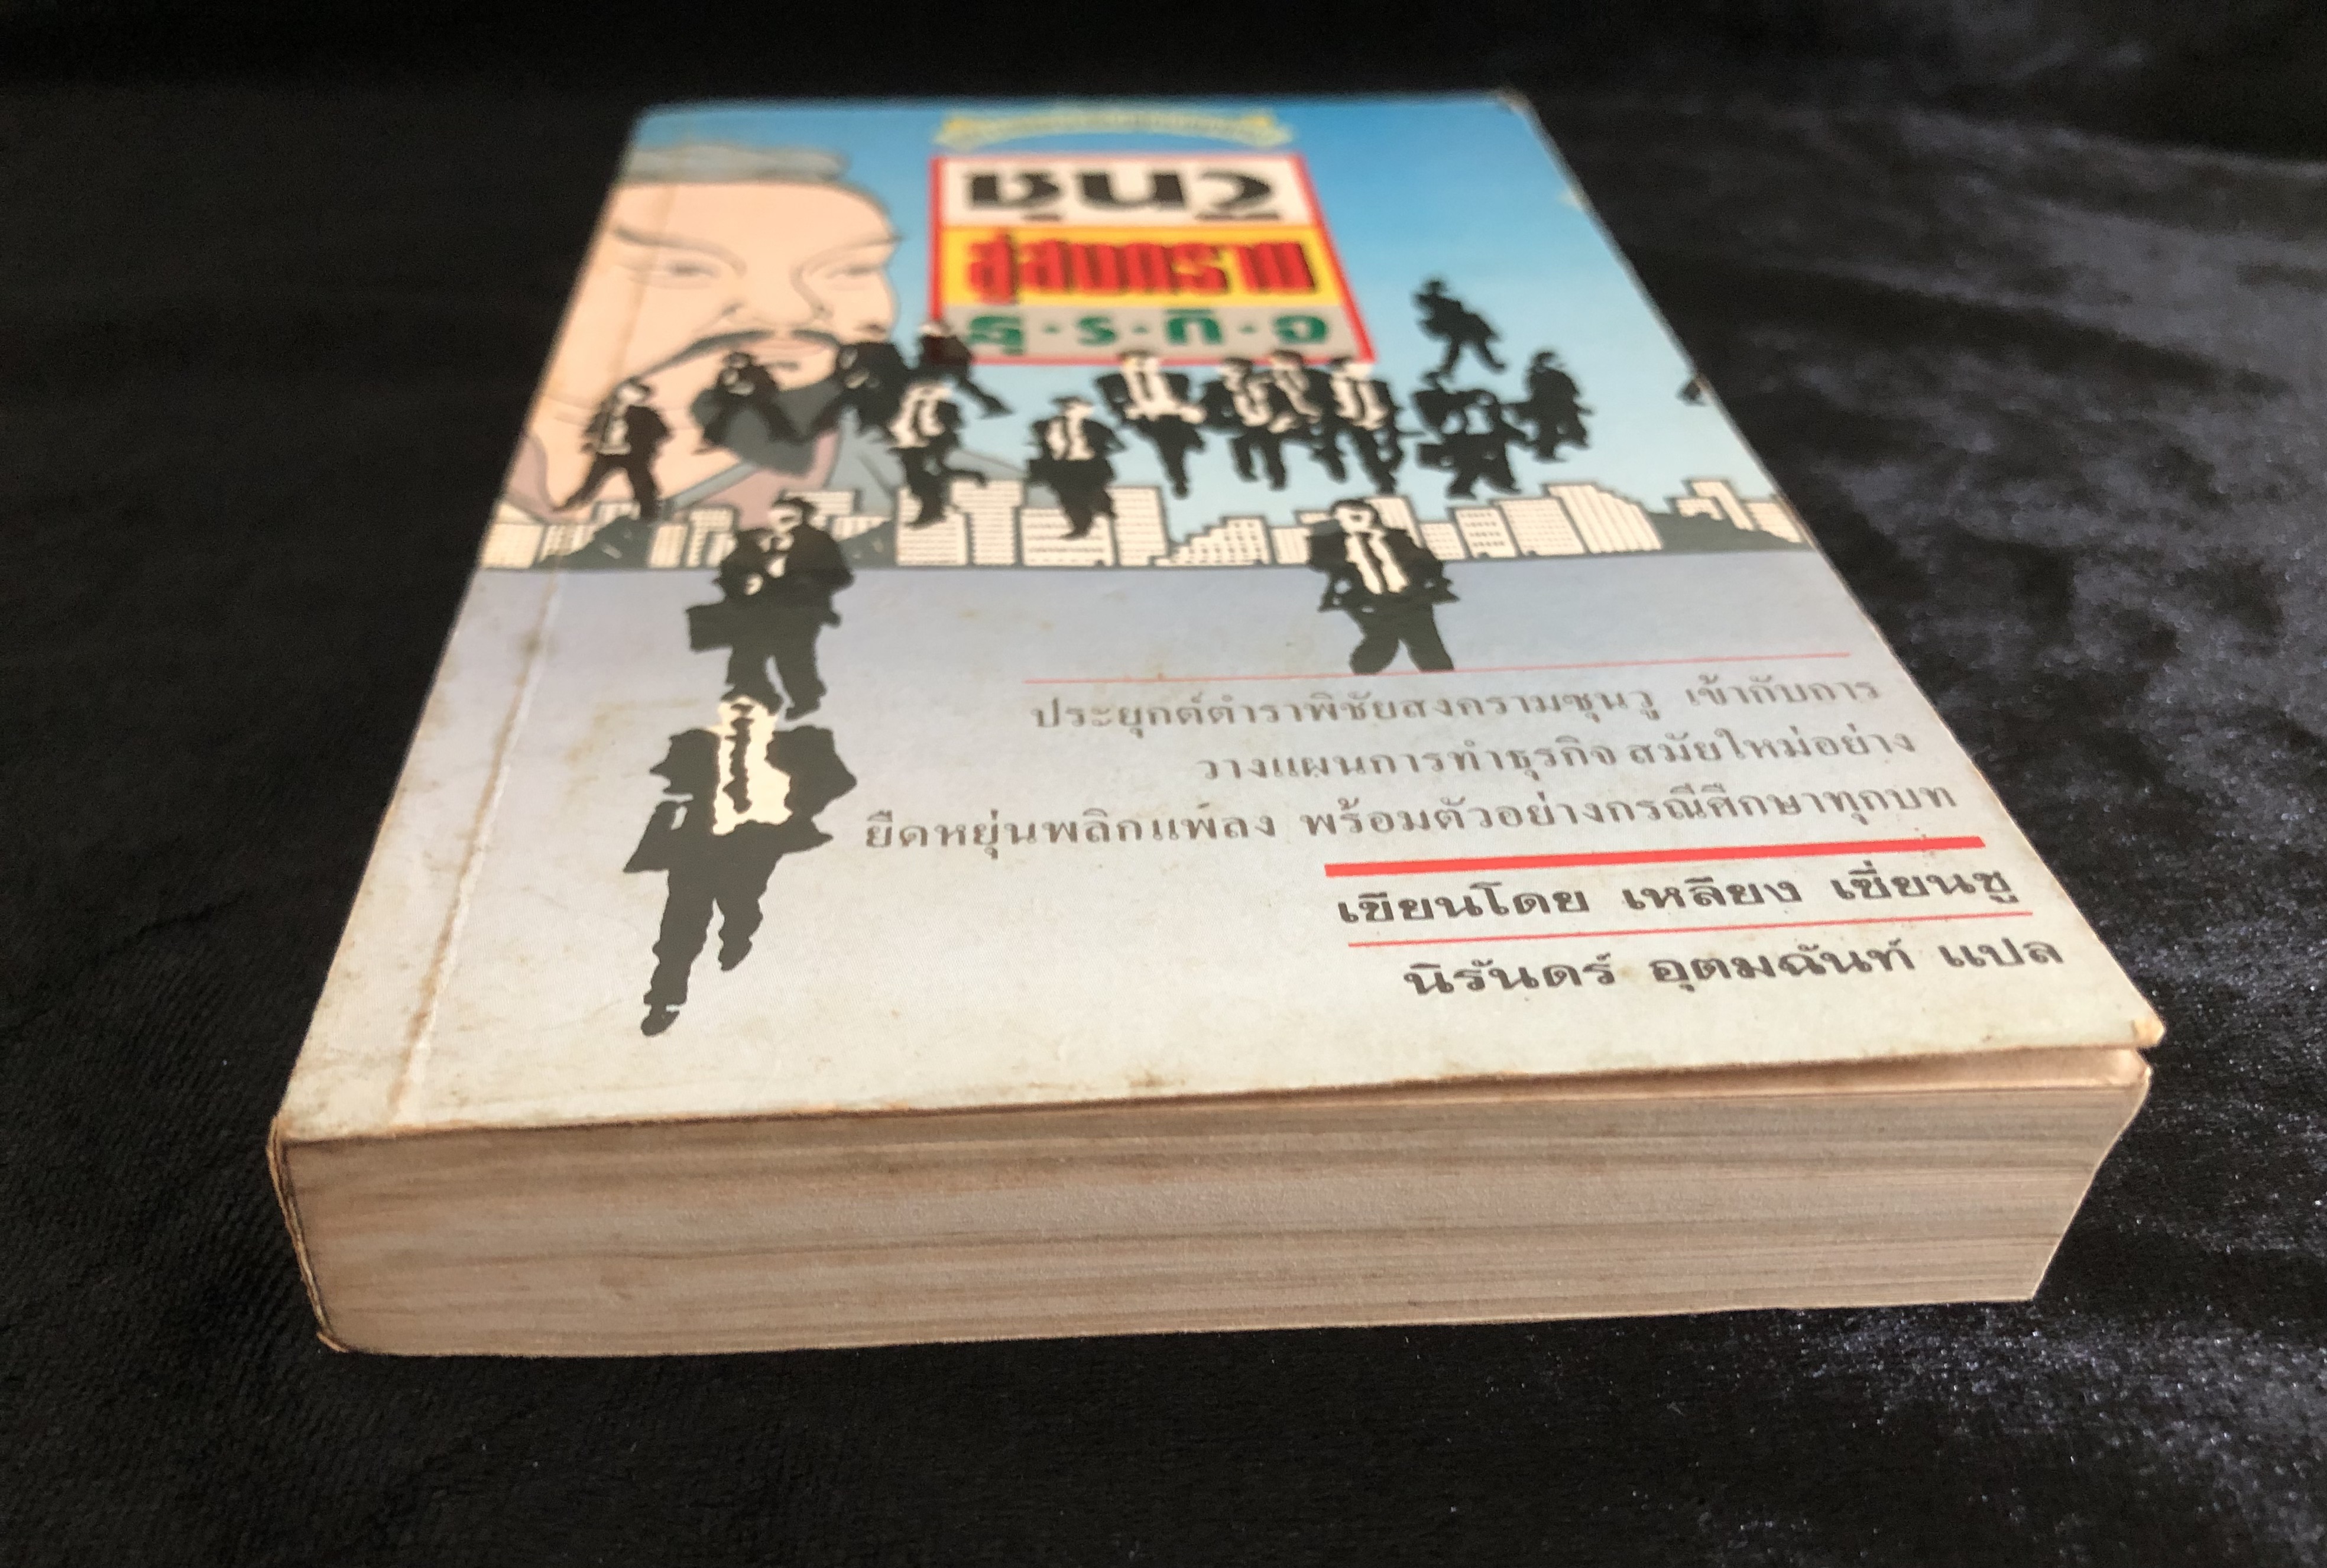 ซุนวู
สู่สงคราม
ธุ·ร·กิ·จ
ประยุกต์ตำราพิชัยสงครามซุนวู เข้ากับการ
วางแผนการทำธุรกิจสมัยใหม่อย่าง
ยืดหยุ่นพลิกแพลง พร้อมตัวอย่างกรณีศึกษาทุกบท
เขียนโดย เหลียง เซี่ยนซู
นิรันดร์ อุตมฉันท์ แปล